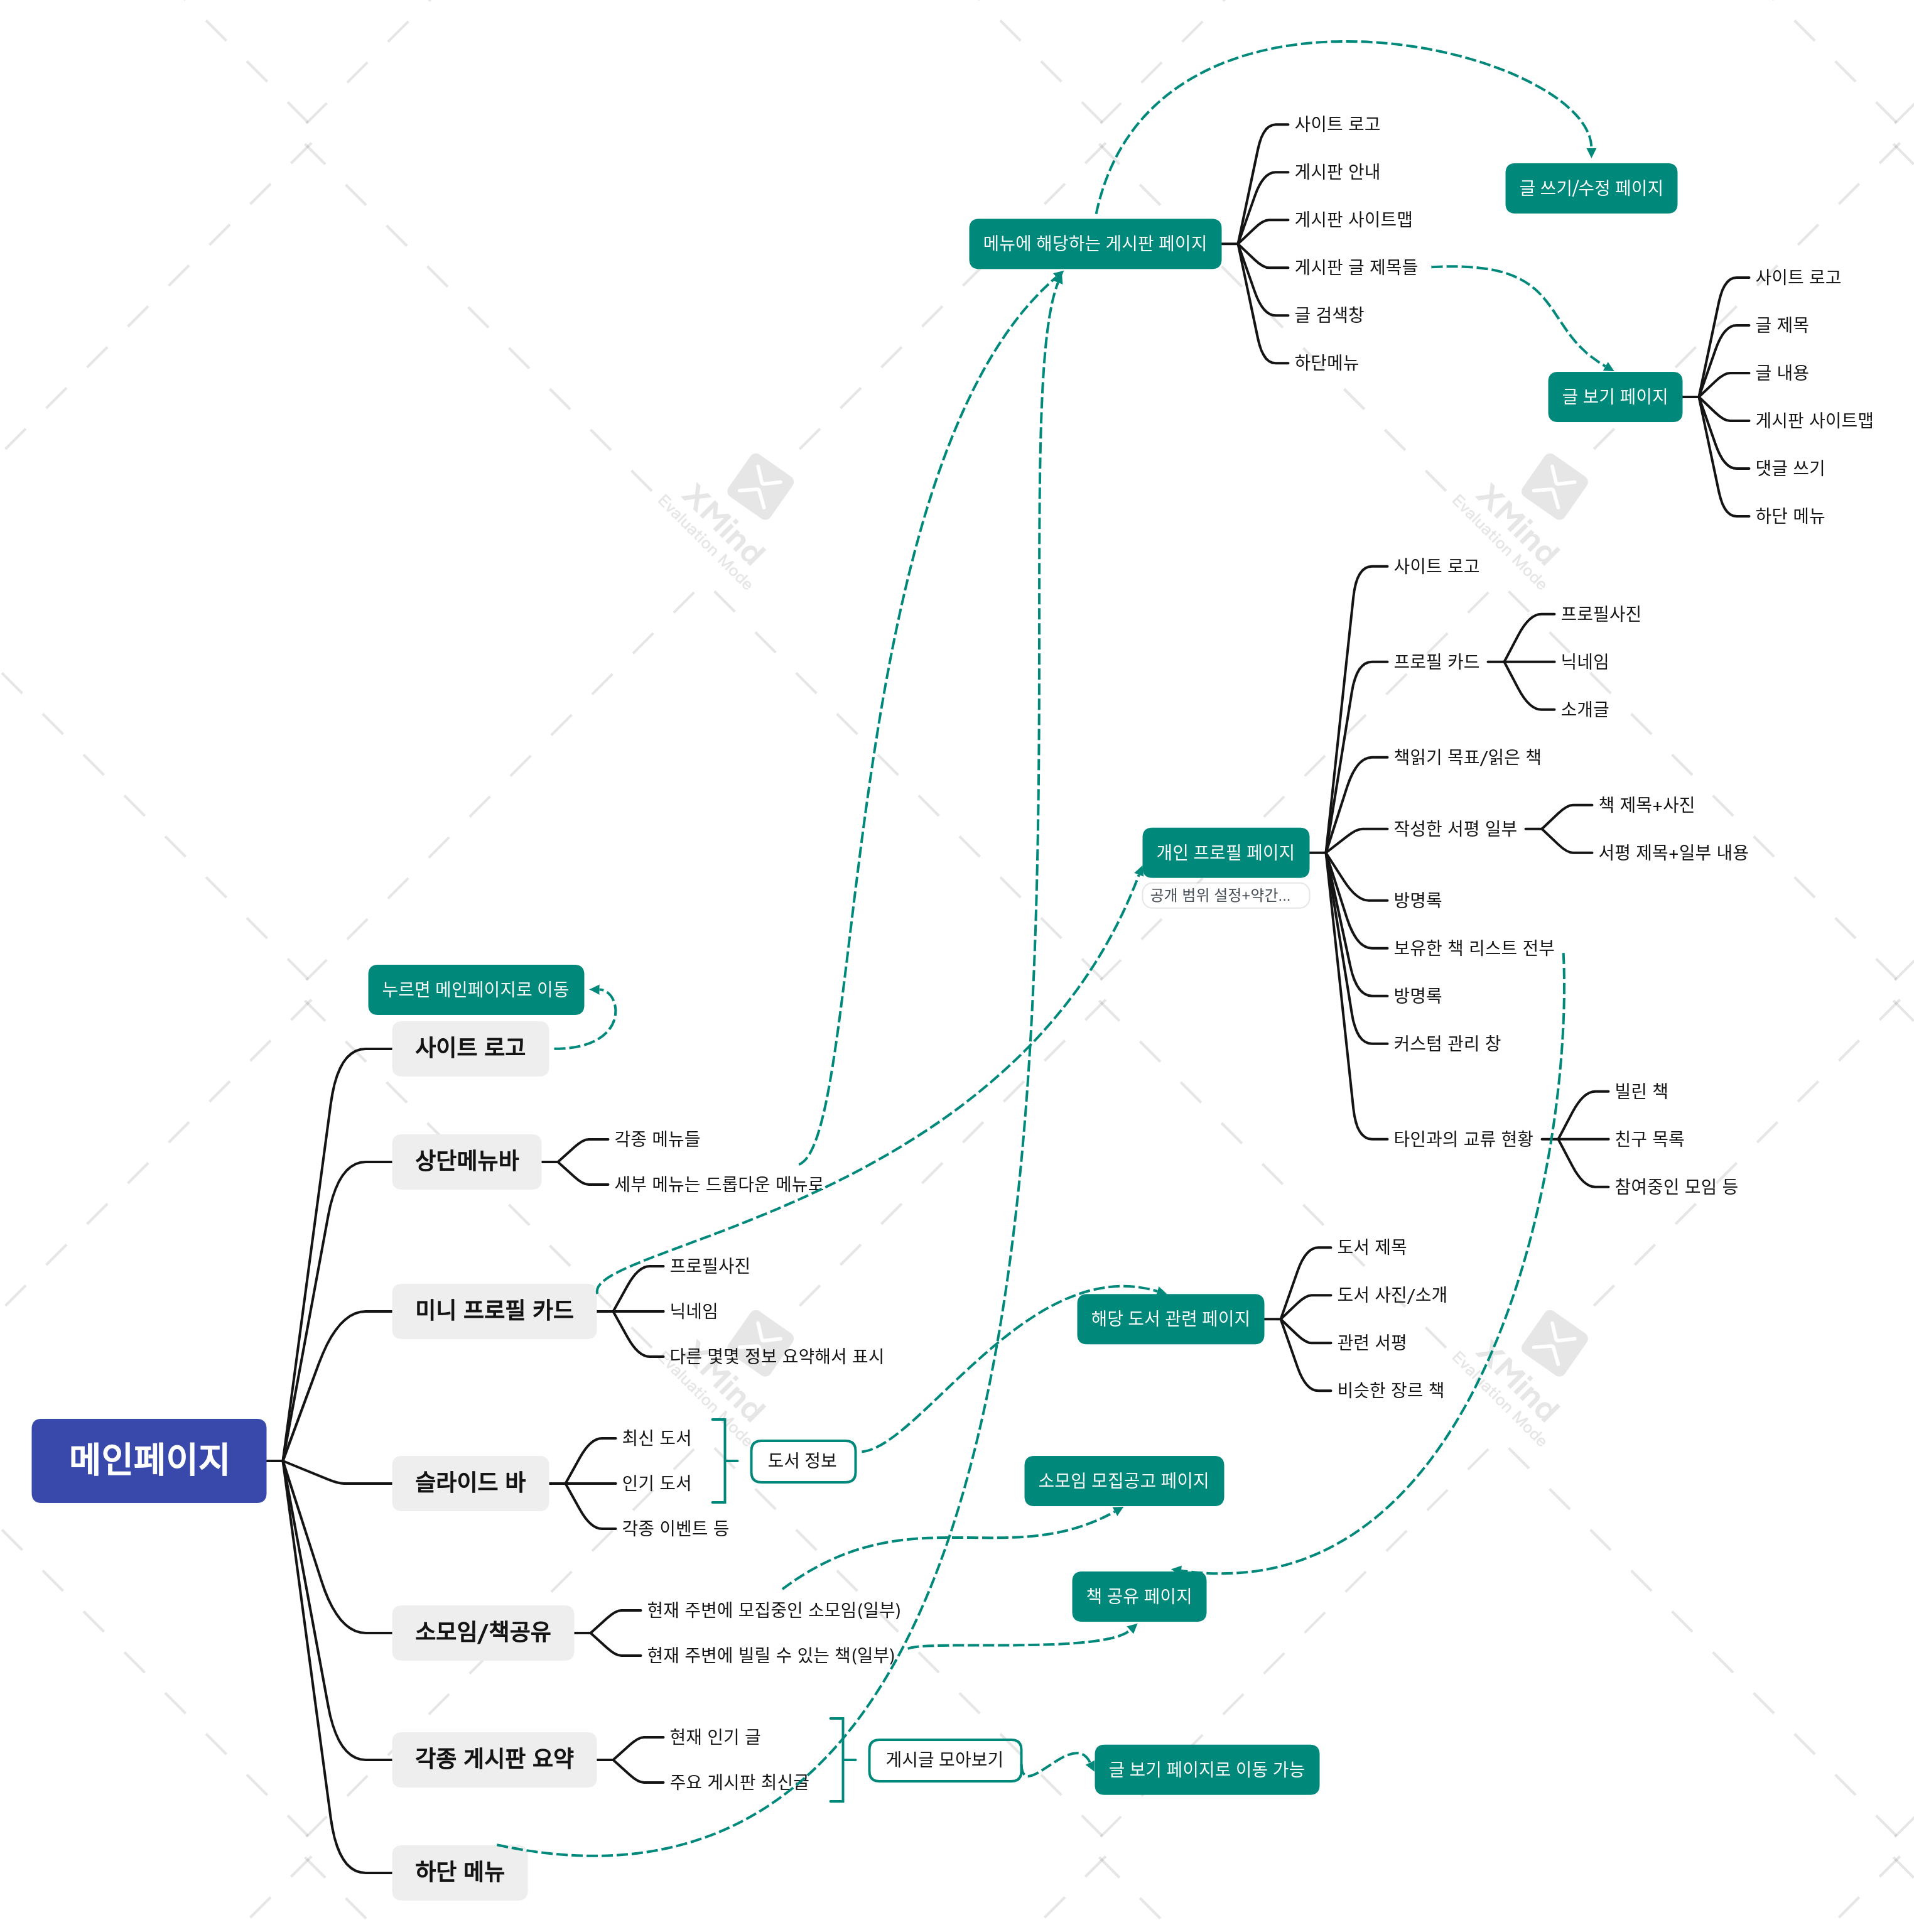 사이트 로고
게시판 안내
게시판 사이트맵
게시판 글 제목들
글 검색창
하단메뉴
메뉴에 해당하는 게시판 페이지
글 쓰기/수정 페이지
글 보기 페이지
사이트 로고
글 제목
글 내용
게시판 사이트맵
댓글 쓰기
하단 메뉴
XMind
Evaluation Mode
XMind
Evaluation Mode
개인 프로필 페이지
공개 범위 설정+약간...
사이트 로고
프로필 카드
프로필사진
닉네임
소개글
책읽기 목표/읽은 책
작성한 서평 일부
책 제목+사진
서평 제목+일부 내용
방명록
보유한 책 리스트 전부
방명록
커스텀 관리 창
타인과의 교류 현황
빌린 책
친구 목록
참여중인 모임 등
누르면 메인페이지로 이동
사이트 로고
상단메뉴바
각종 메뉴들
세부 메뉴는 드롭다운 메뉴로
미니 프로필 카드
프로필사진
닉네임
다른 몇몇 정보 요약해서 표시
XMind
Evaluation Mode
XMind
Evaluation Mode
해당 도서 관련 페이지
도서 제목
도서 사진/소개
관련 서평
비슷한 장르 책
메인페이지
슬라이드 바
최신 도서
인기 도서
각종 이벤트 등
도서 정보
소모임 모집공고 페이지
책 공유 페이지
소모임/책공유
현재 주변에 모집중인 소모임(일부)
현재 주변에 빌릴 수 있는 책(일부)
각종 게시판 요약
현재 인기 글
주요 게시판 최신글
게시글 모아보기
글 보기 페이지로 이동 가능
하단 메뉴